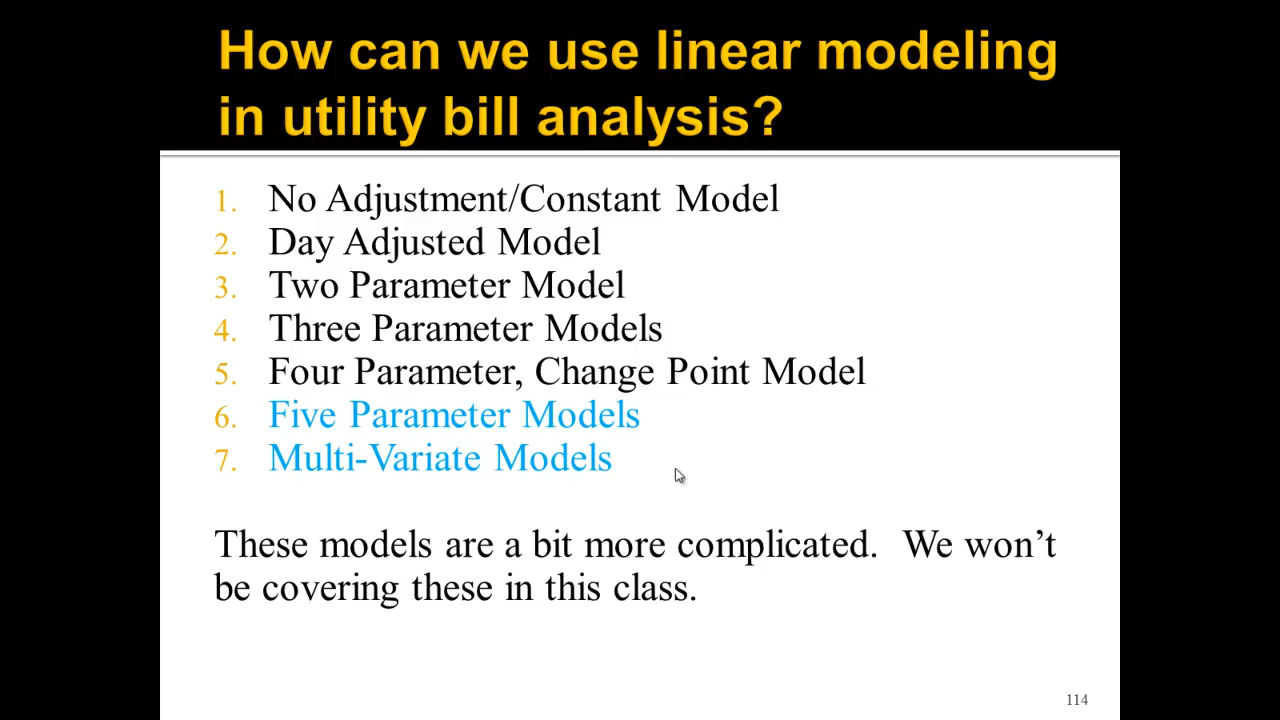 How can we use linear modeling
in utility bill analysis?
1. No Adjustment/Constant Model
2. Day Adjusted Model
3. Two Parameter Model
4. Three Parameter Models
5. Four Parameter, Change Point Model
6. Five Parameter Models
7. Multi-Variate Models
These models are a bit more complicated. We won’t
be covering these in this class.
114